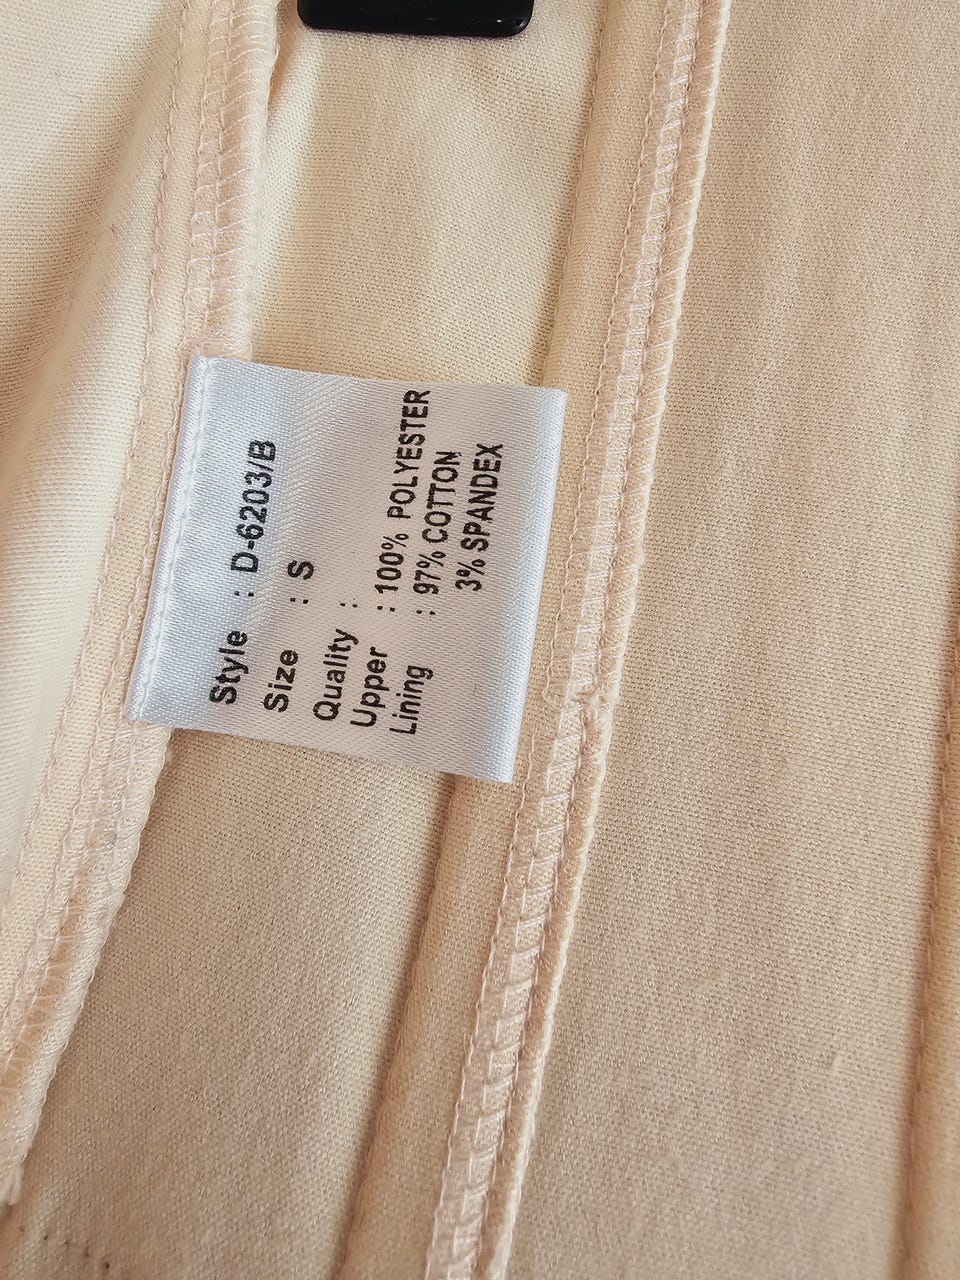 Style : D-6203/B
Size : S
Quality :
Upper : 100% POLYESTER
Lining : 97% COTTON
3% SPANDEX